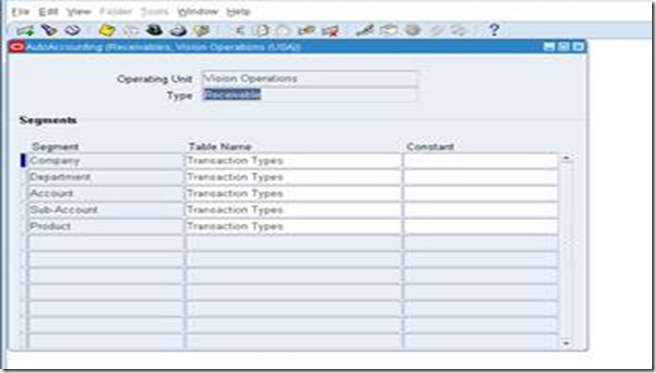 File Edit View Folder Tools Window Help
AutoAccounting (Receivables, Vision Operations (USA))
Operating Unit Vision Operations
Type Receivable
Segments
Segment Table Name Constant
Company Transaction Types
Department Transaction Types
Account Transaction Types
Sub-Account Transaction Types
Product Transaction Types